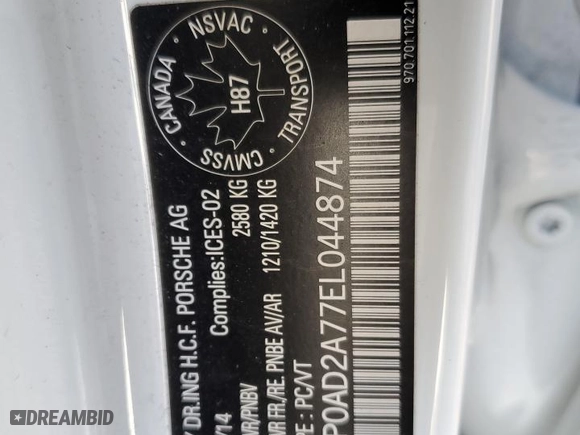 CMVSS • CANADA • NSVAC • TRANSPORT •
H87
DR.ING H.C.F. PORSCHE AG
/14
Complies:ICES-02
VR/PNBV
2580 KG
FR./RE. PNBE AV/AR
1210/1420 KG
: PC/VT
P0AD2A77EL044874
970.701.112.21
DREAMBID